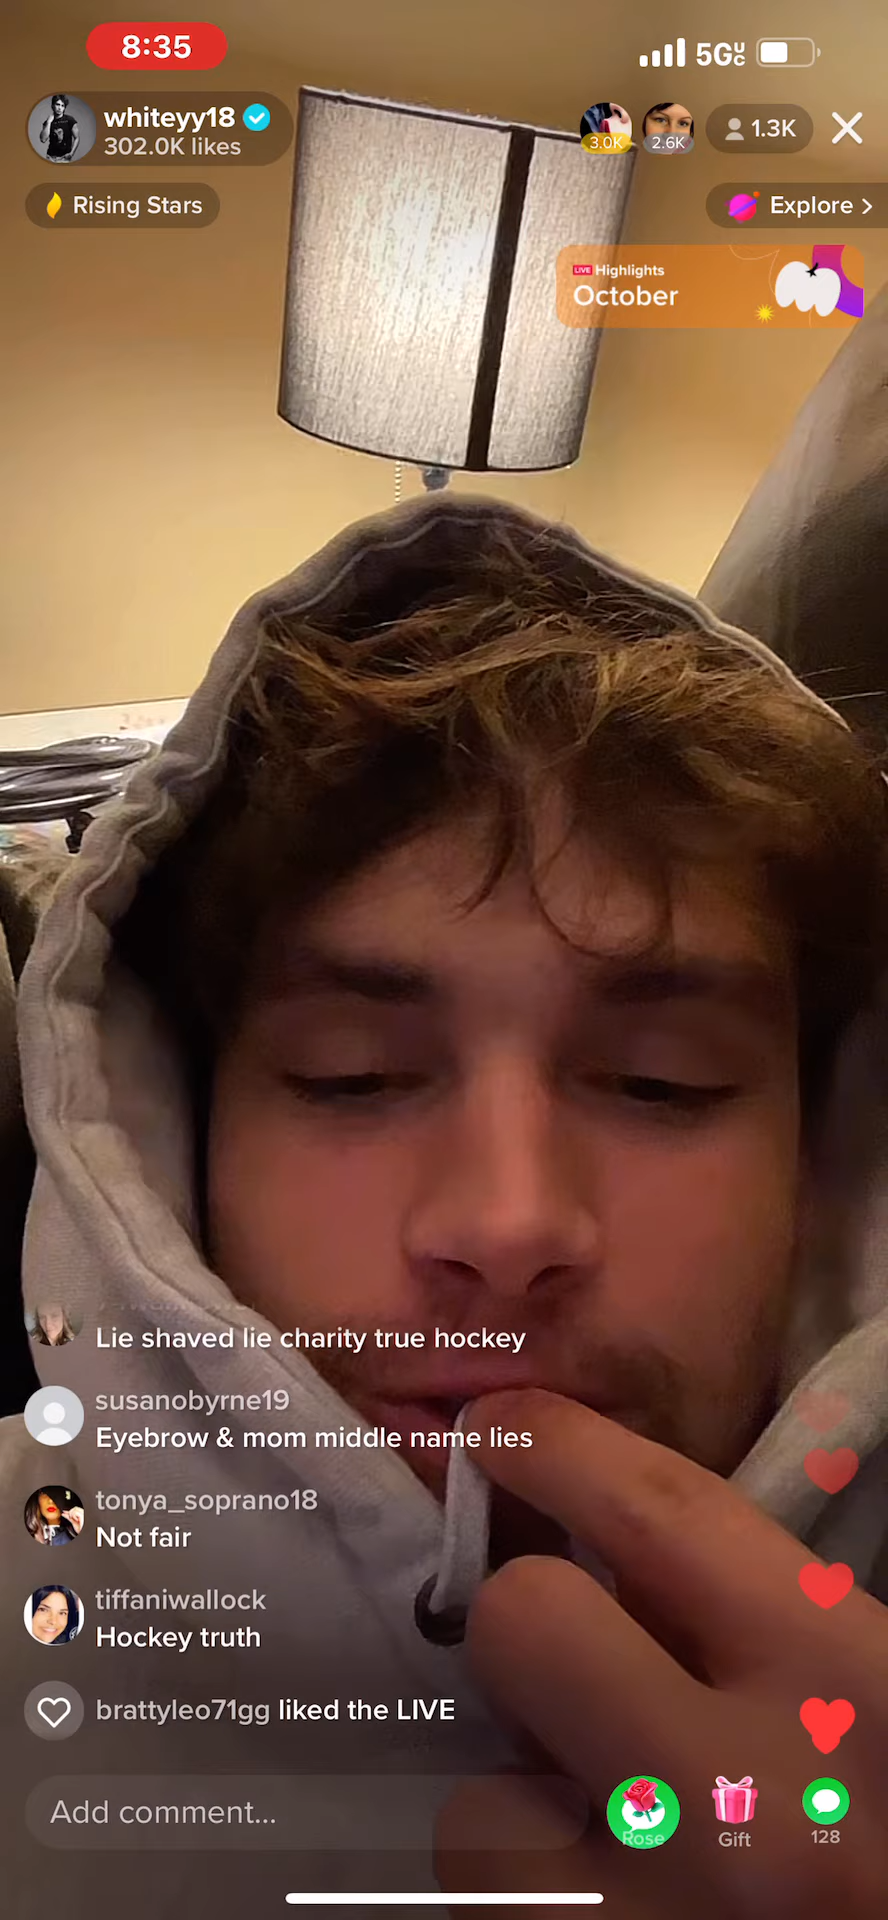 8:35
5G UC
whiteyy18
302.0K likes
3.0K
2.6K
1.3K
Rising Stars
Explore >
LIVE Highlights
October
Lie shaved lie charity true hockey
susanobyrne19
Eyebrow & mom middle name lies
tonya_soprano18
Not fair
tiffaniwallock
Hockey truth
brattyleo71gg liked the LIVE
Add comment...
Rose
Gift
128